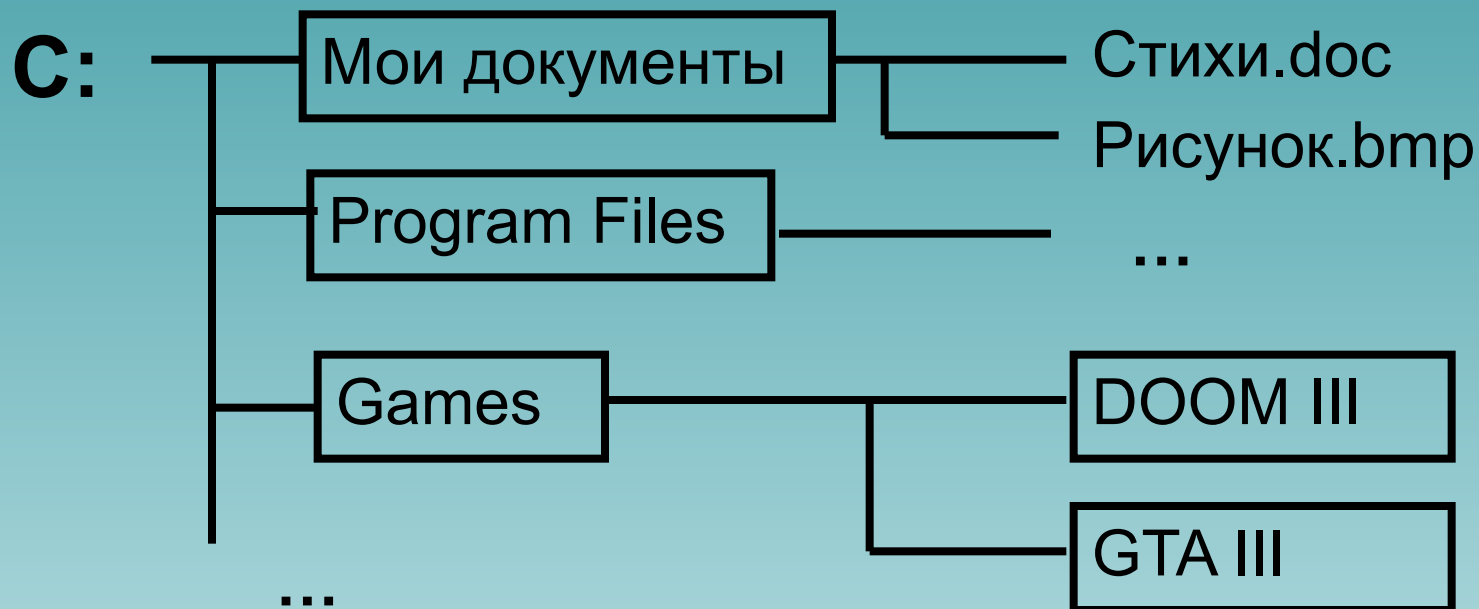 C:
Мои документы
Стихи.doc
Рисунок.bmp
Program Files
...
Games
DOOM III
GTA III
...